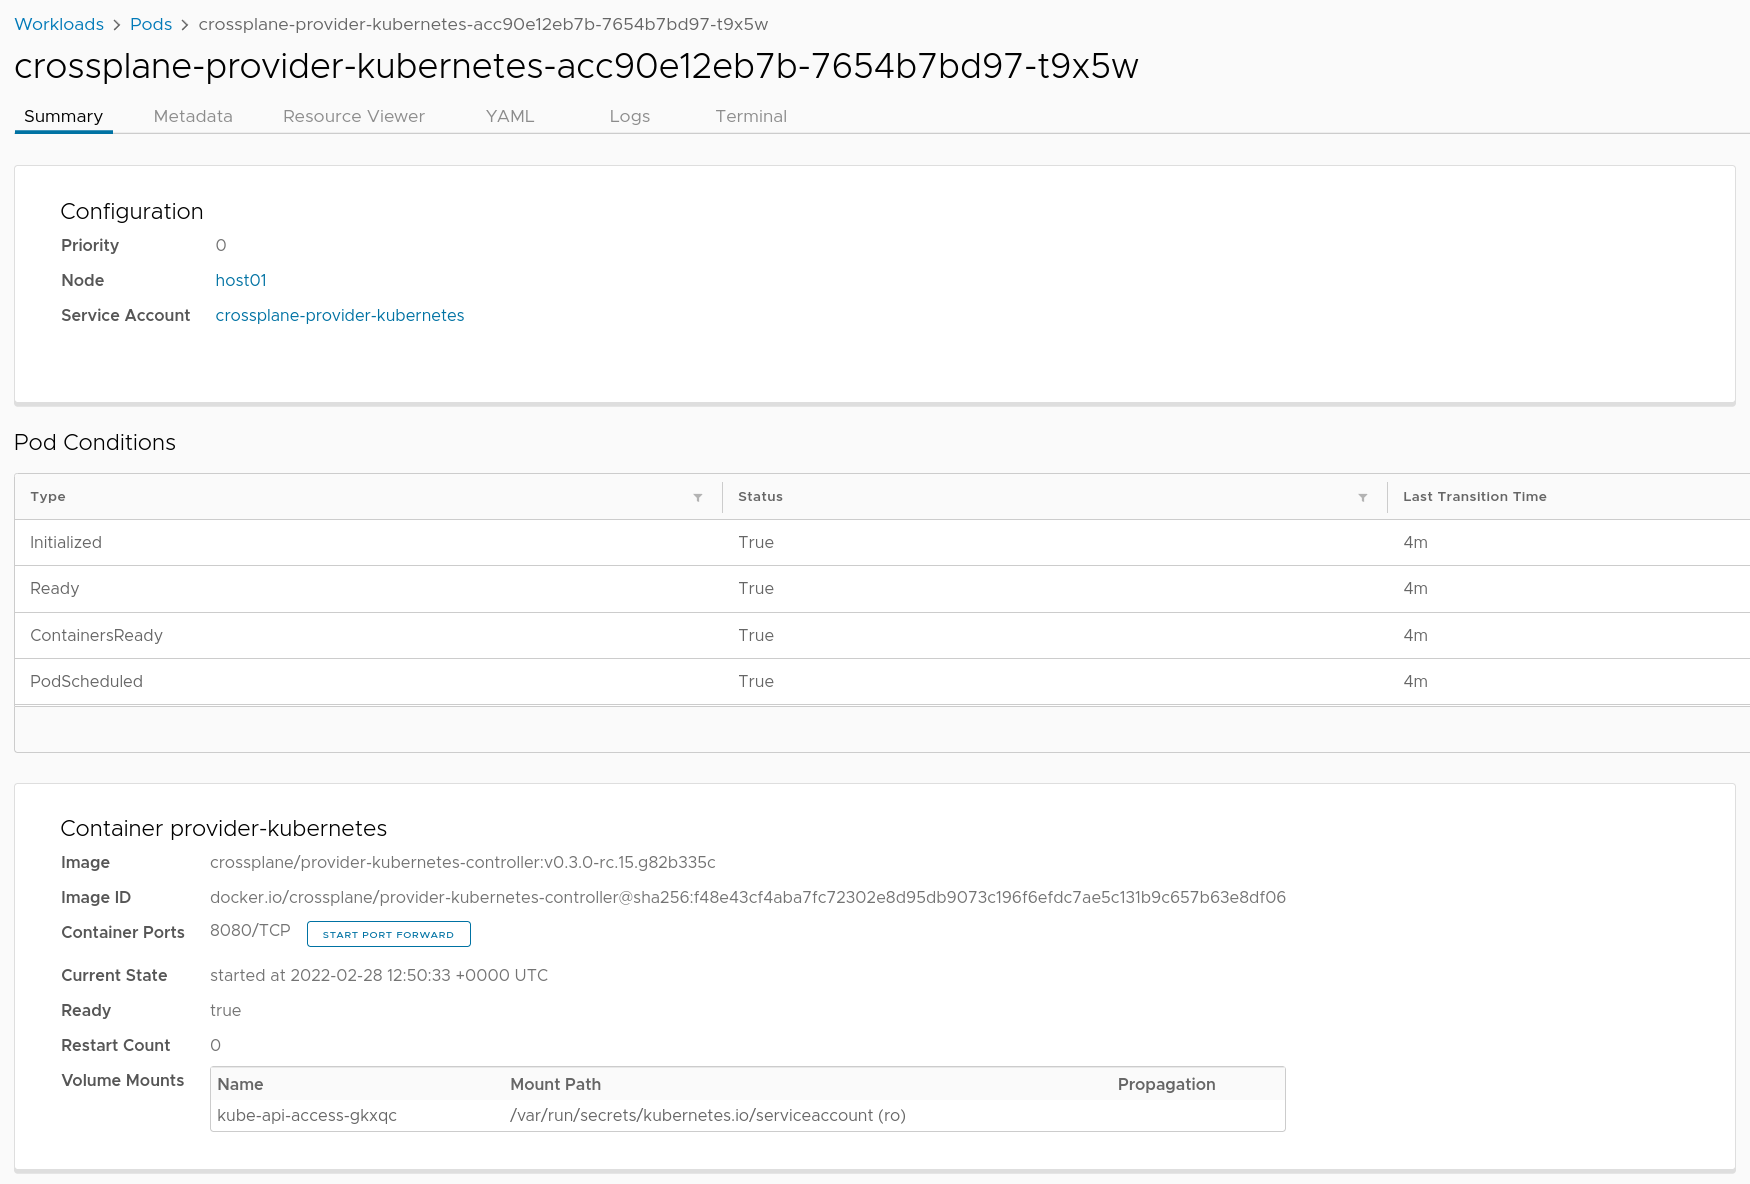 Workloads > Pods > crossplane-provider-kubernetes-acc90e12eb7b-7654b7bd97-t9x5w
crossplane-provider-kubernetes-acc90e12eb7b-7654b7bd97-t9x5w
Summary Metadata Resource Viewer YAML Logs Terminal
Configuration
Priority 0
Node host01
Service Account crossplane-provider-kubernetes
Pod Conditions
Type Status Last Transition Time
Initialized True 4m
Ready True 4m
ContainersReady True 4m
PodScheduled True 4m
Container provider-kubernetes
Image crossplane/provider-kubernetes-controller:v0.3.0-rc.15.g82b335c
Image ID docker.io/crossplane/provider-kubernetes-controller@sha256:f48e43cf4aba7fc72302e8d95db9073c196f6efdc7ae5c131b9c657b63e8df06
Container Ports 8080/TCP START PORT FORWARD
Current State started at 2022-02-28 12:50:33 +0000 UTC
Ready true
Restart Count 0
Volume Mounts Name Mount Path Propagation
kube-api-access-gkxqc /var/run/secrets/kubernetes.io/serviceaccount (ro)